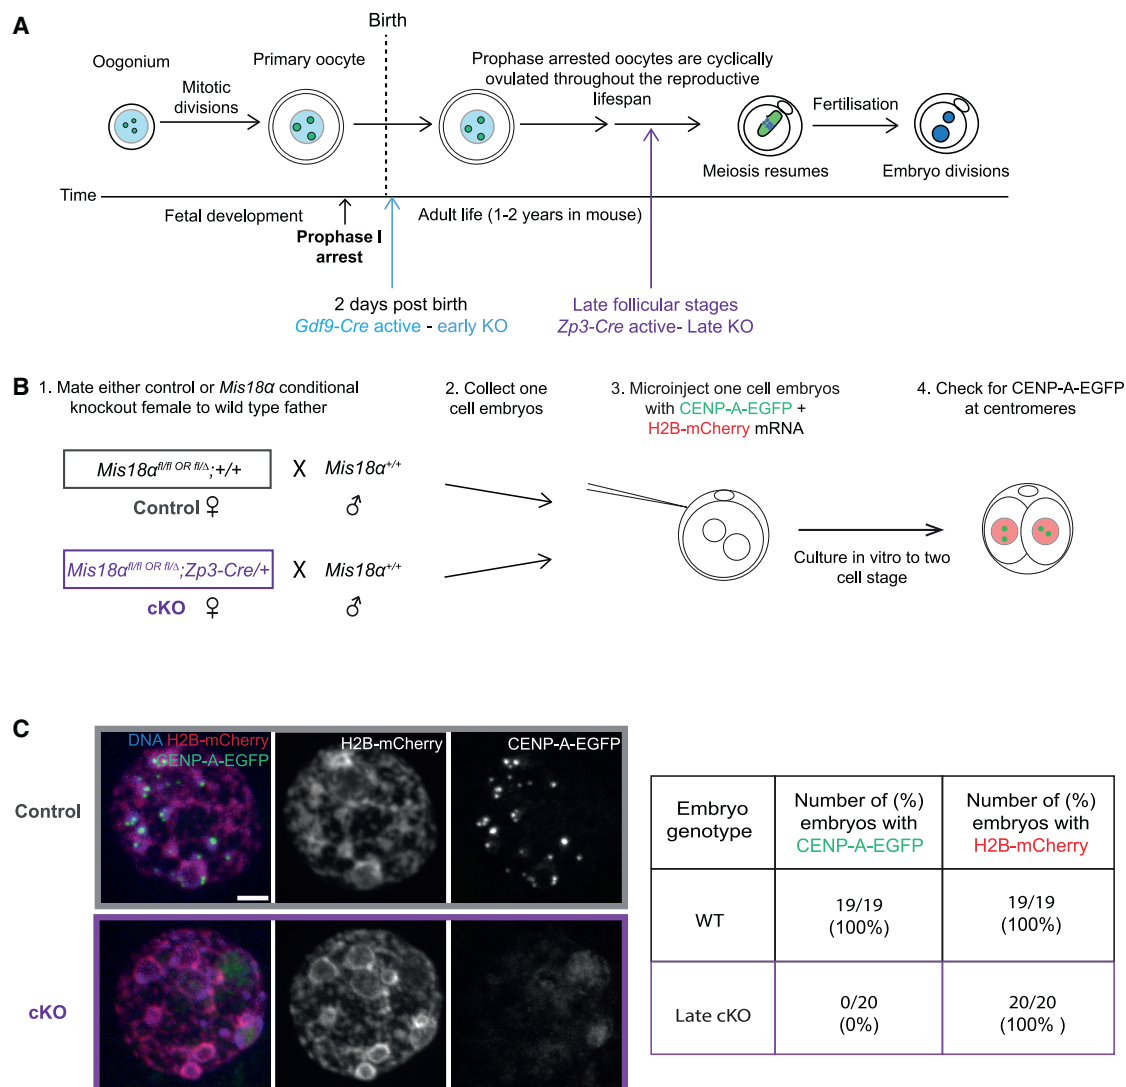 A
Birth
Oogonium
Primary oocyte
Prophase arrested oocytes are cyclically
ovulated throughout the reproductive
lifespan
Mitotic
divisions
Fertilisation
Meiosis resumes
Embryo divisions
Time
Fetal development
Adult life (1-2 years in mouse)
Prophase I
arrest
2 days post birth
Gdf9-Cre active - early KO
Late follicular stages
Zp3-Cre active- Late KO
B
1. Mate either control or Mis18α conditional
knockout female to wild type father
2. Collect one
cell embryos
3. Microinject one cell embryos
with CENP-A-EGFP +
H2B-mCherry mRNA
4. Check for CENP-A-EGFP
at centromeres
Mis18α^fl/fl OR fl/Δ;+/+
X
Mis18α^+/+
Control ♀
♂
Mis18α^fl/fl OR fl/Δ;Zp3-Cre/+
X
Mis18α^+/+
cKO ♀
♂
Culture in vitro to two
cell stage
C
Control
DNA H2B-mCherry
CENP-A-EGFP
H2B-mCherry
CENP-A-EGFP
cKO
Embryo
genotype
Number of (%)
embryos with
CENP-A-EGFP
Number of (%)
embryos with
H2B-mCherry
WT
19/19
(100%)
19/19
(100%)
Late cKO
0/20
(0%)
20/20
(100% )